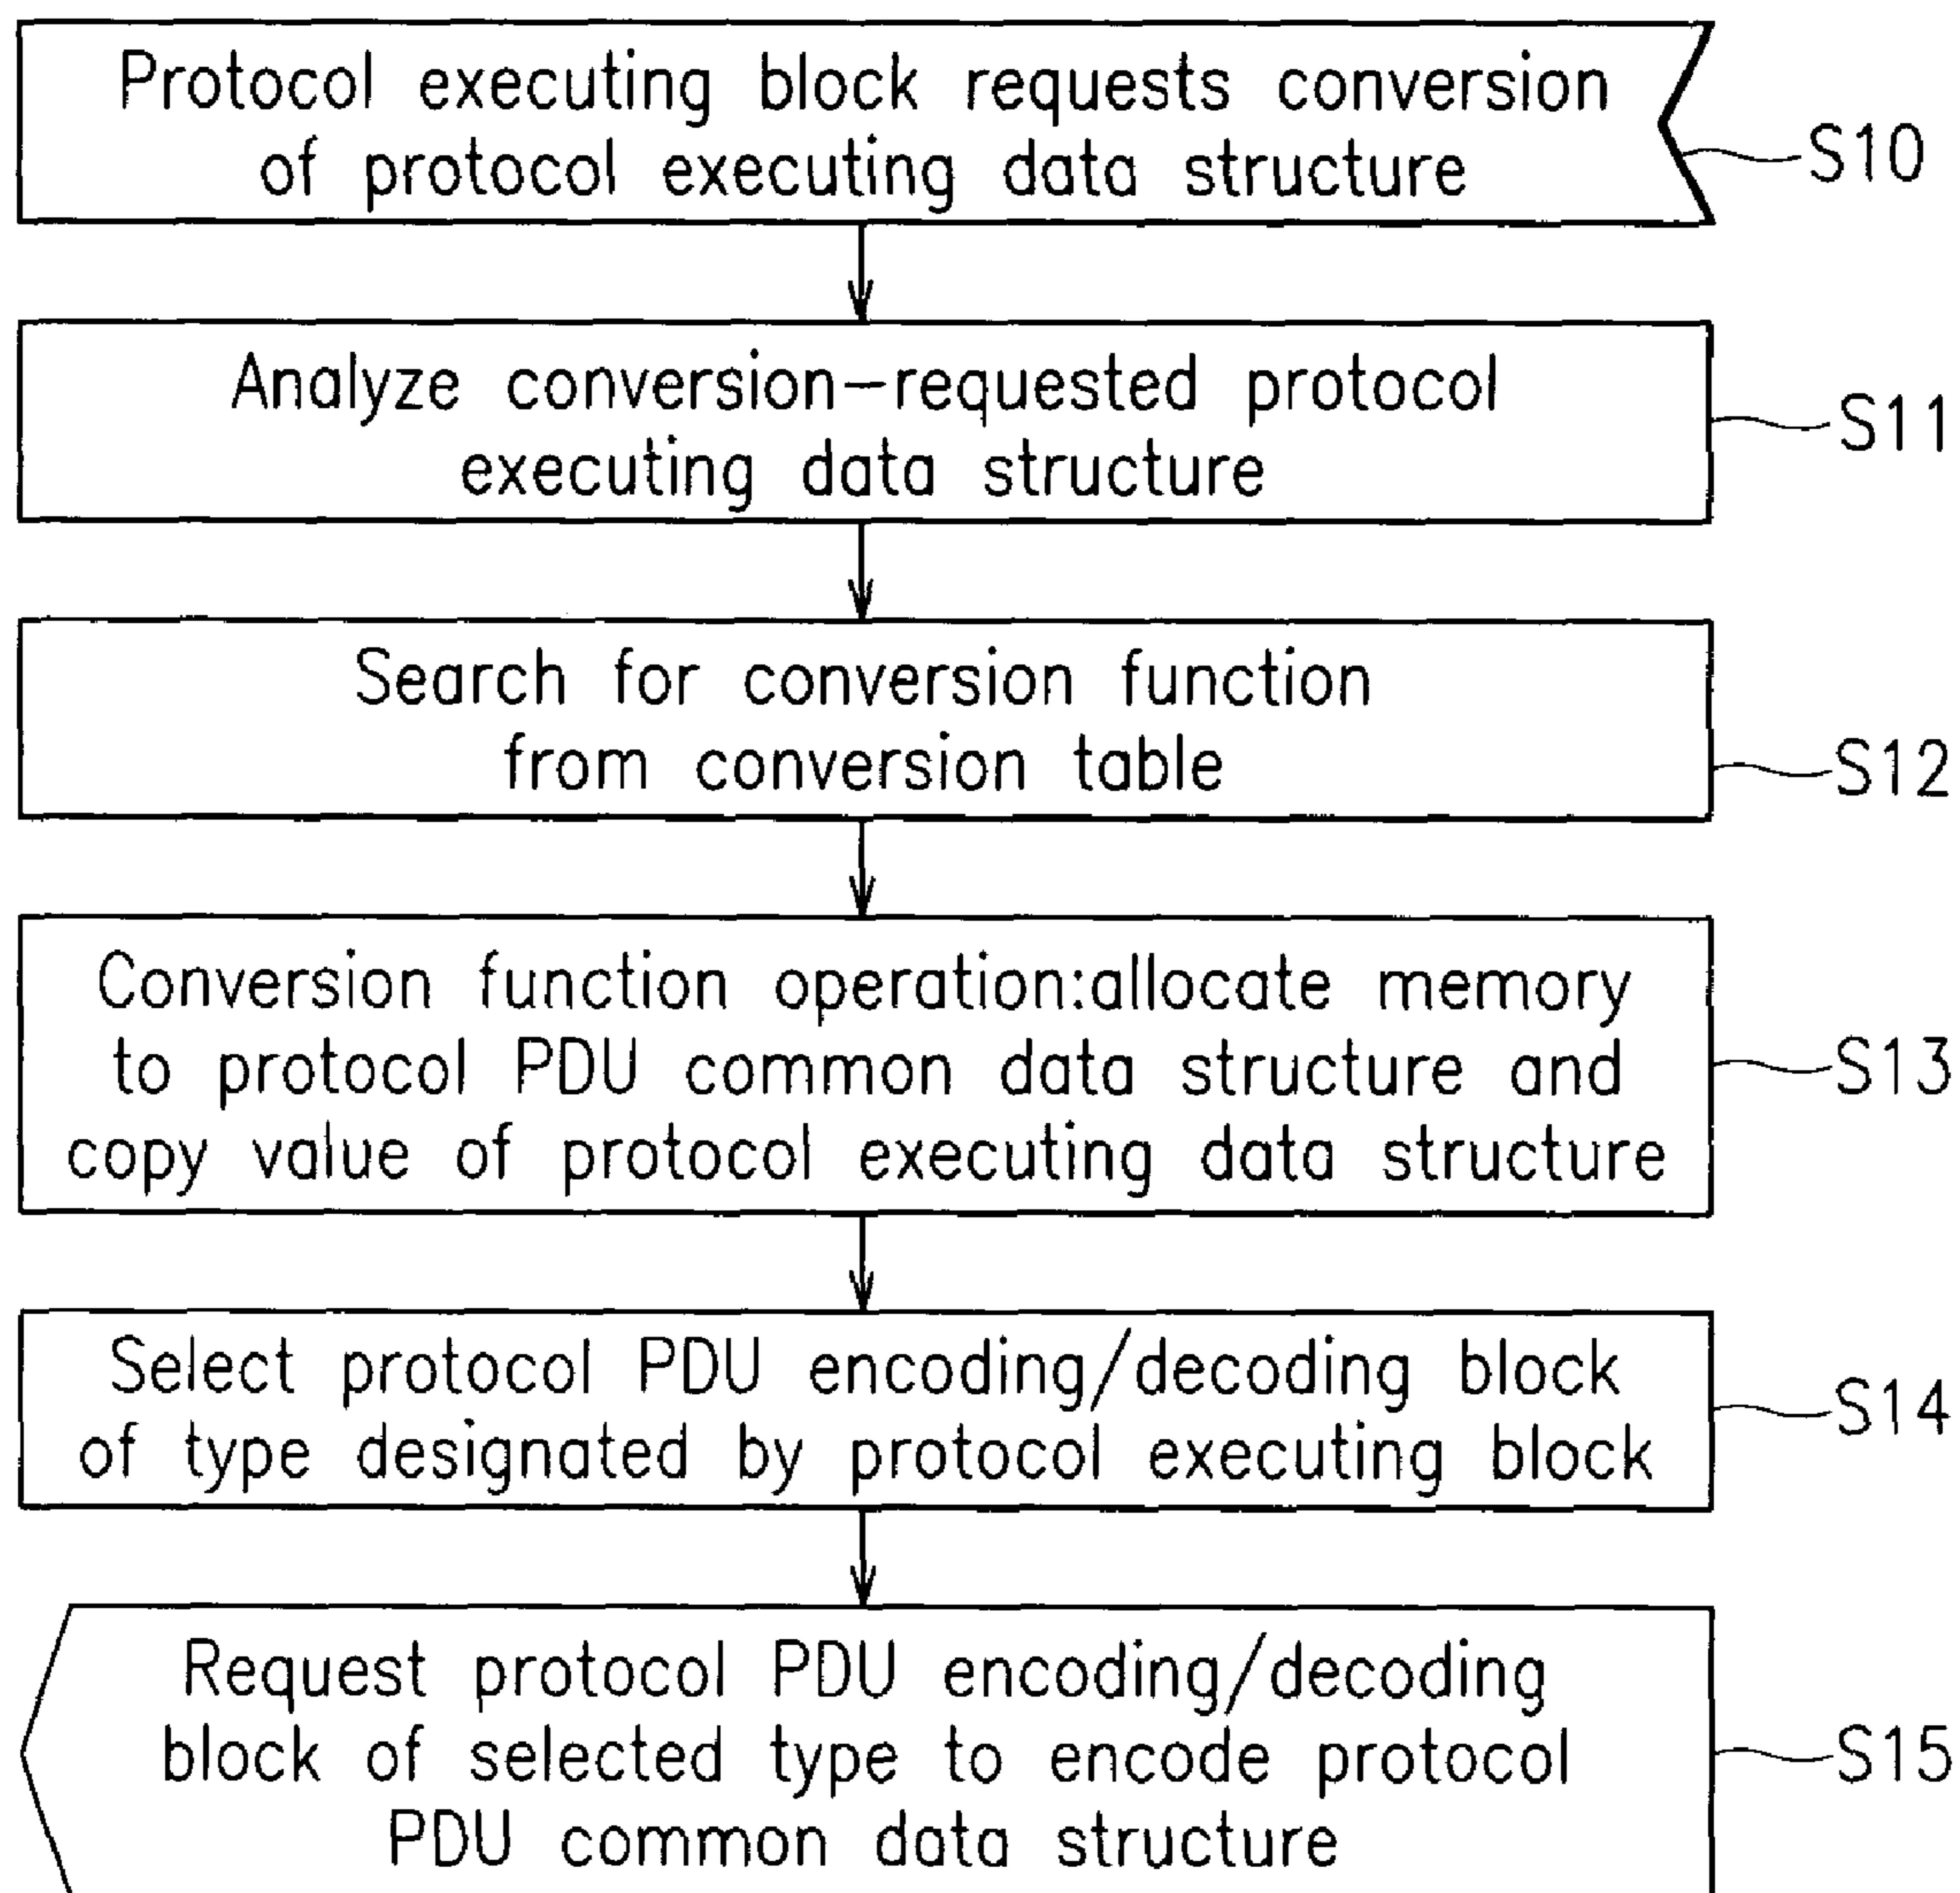 Protocol executing block requests conversion
of protocol executing data structure
S10
Analyze conversion-requested protocol
executing data structure
S11
Search for conversion function
from conversion table
S12
Conversion function operation:allocate memory
to protocol PDU common data structure and
copy value of protocol executing data structure
S13
Select protocol PDU encoding/decoding block
of type designated by protocol executing block
S14
Request protocol PDU encoding/decoding
block of selected type to encode protocol
PDU common data structure
S15